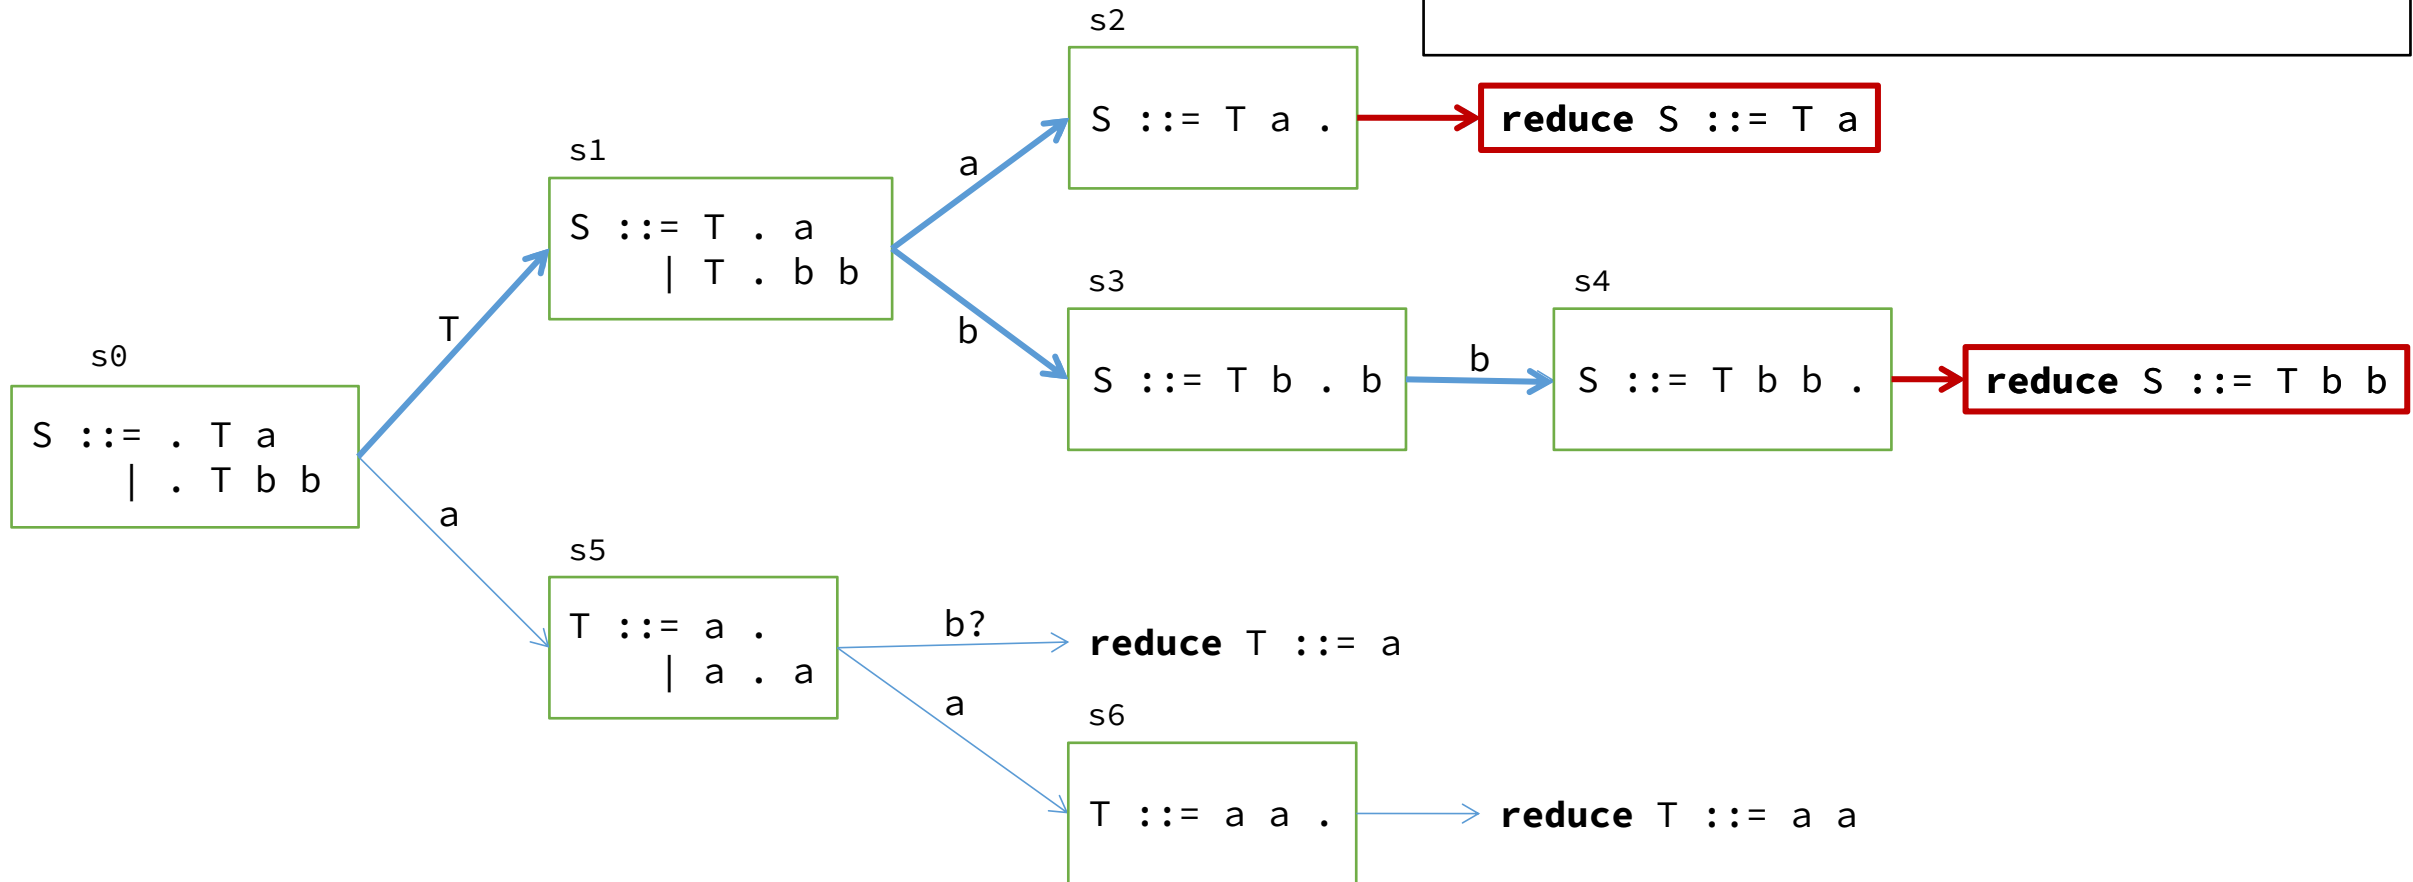 s2
S ::= T a .
reduce S ::= T a
s1
S ::= T . a
| T . b b
a
b
s3
S ::= T b . b
b
s4
S ::= T b b .
reduce S ::= T b b
T
s0
S ::= . T a
| . T b b
a
s5
T ::= a .
| a . a
b?
reduce T ::= a
a
s6
T ::= a a .
reduce T ::= a a